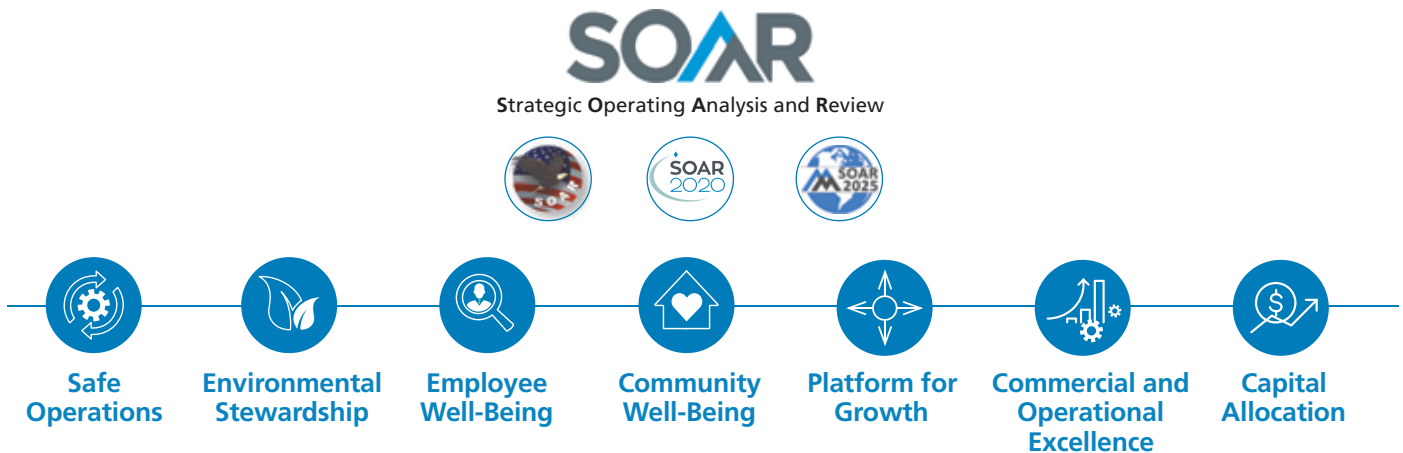 SOAR
Strategic Operating Analysis and Review
SOAR
SOAR
2020
SOAR
2025
$
Safe
Operations
Environmental
Stewardship
Employee
Well-Being
Community
Well-Being
Platform for
Growth
Commercial and
Operational
Excellence
Capital
Allocation